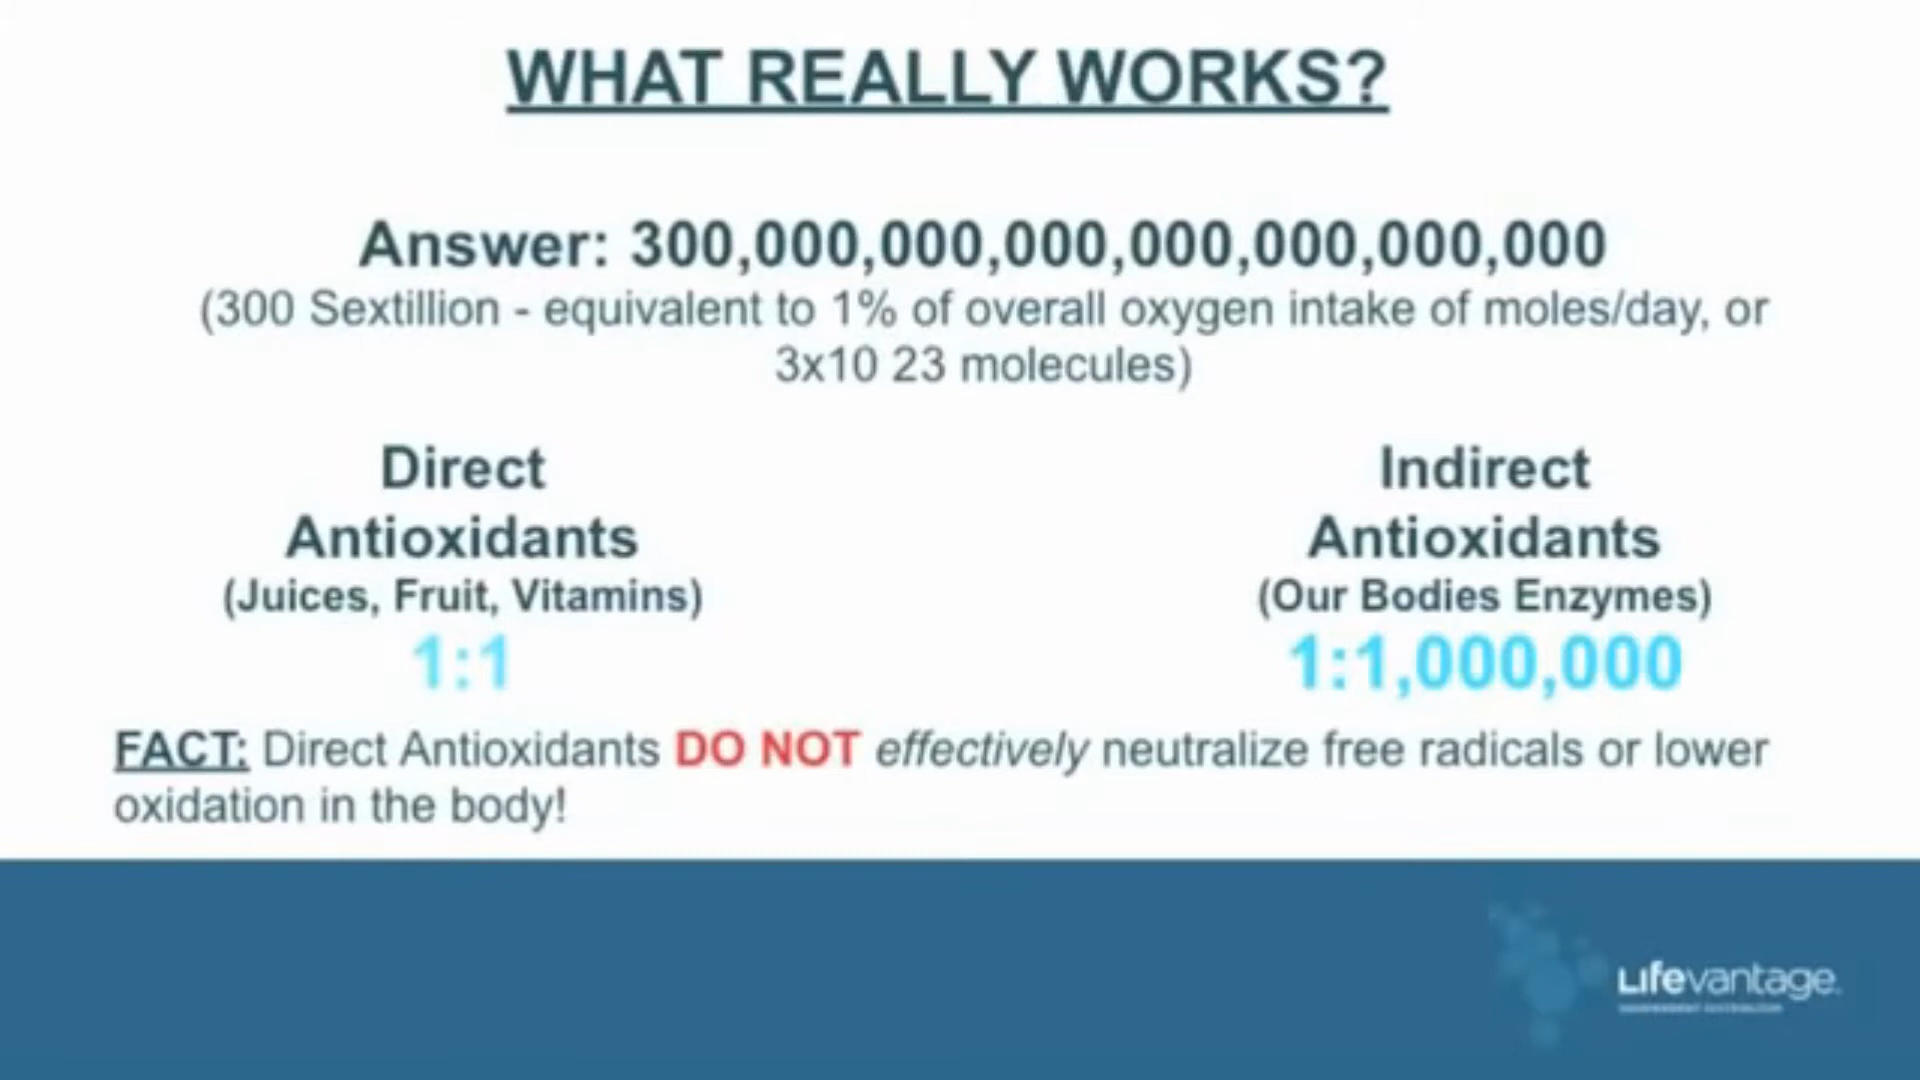 WHAT REALLY WORKS?
Answer: 300,000,000,000,000,000,000,000
(300 Sextillion - equivalent to 1% of overall oxygen intake of moles/day, or
3x10 23 molecules)
Direct
Antioxidants
(Juices, Fruit, Vitamins)
1:1
Indirect
Antioxidants
(Our Bodies Enzymes)
1:1,000,000
FACT: Direct Antioxidants DO NOT effectively neutralize free radicals or lower
oxidation in the body!
Lifevantage